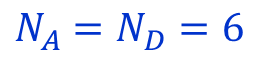 N_A = N_D = 6